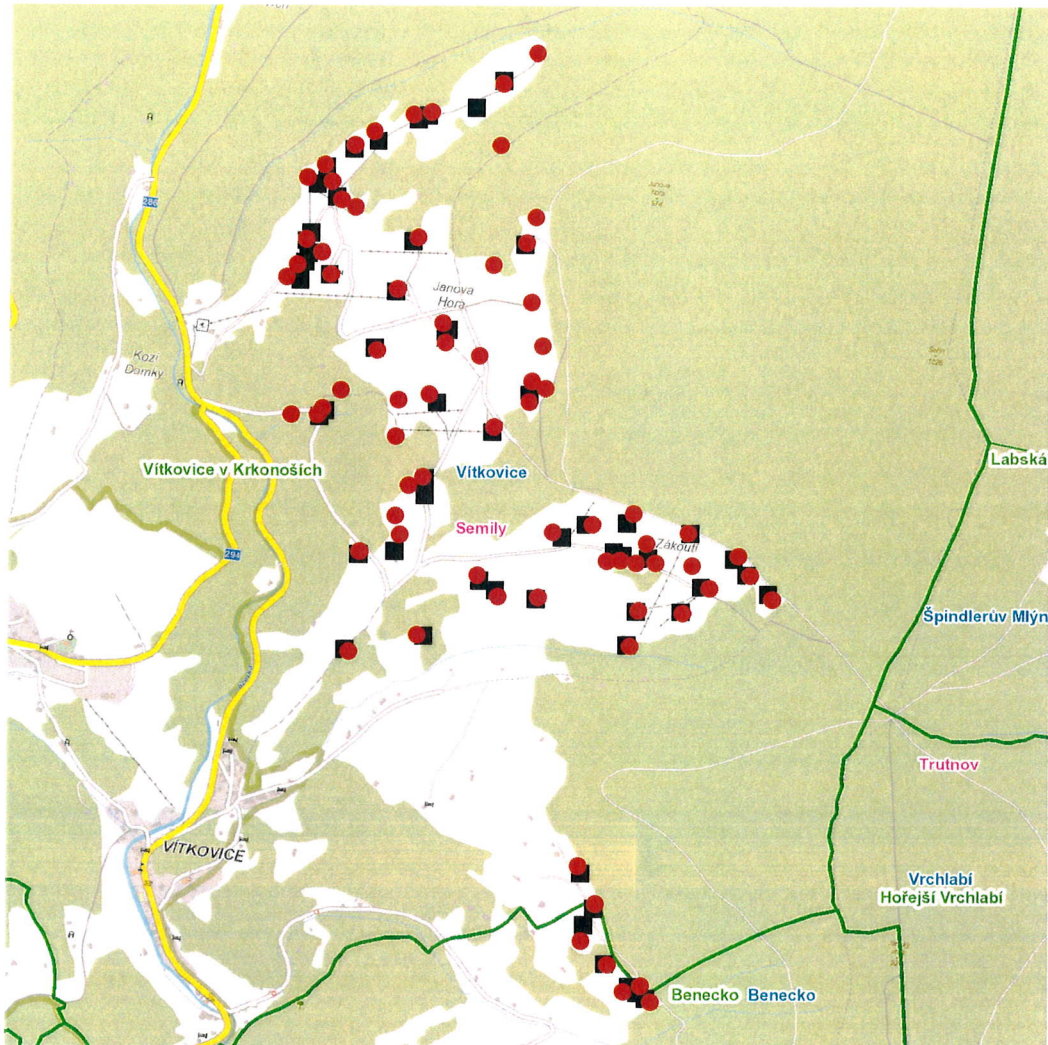 286
Janova
Hora
Kozí
Domky
Vítkovice v Krkonoších
Vítkovice
Labská
Semily
294
Zákoutí
Špindlerův Mlýn
Trutnov
VÍTKOVICE
Vrchlabí
Hořejší Vrchlabí
Benecko Benecko